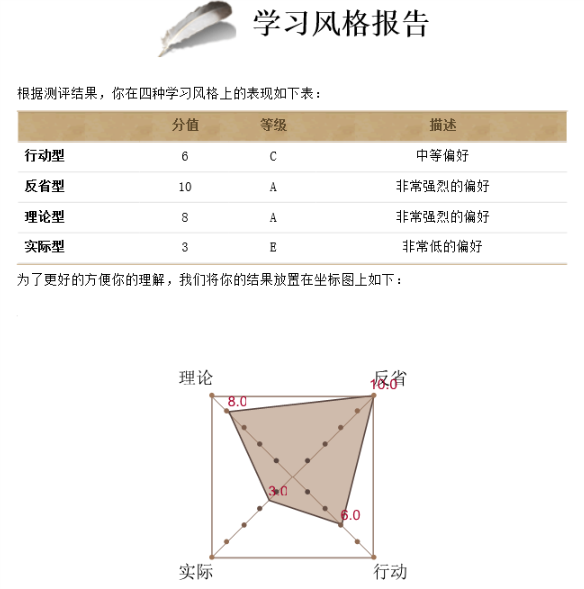 学习风格报告
根据测评结果，你在四种学习风格上的表现如下表：
分值 等级 描述
行动型 6 C 中等偏好
反省型 10 A 非常强烈的偏好
理论型 8 A 非常强烈的偏好
实际型 3 E 非常低的偏好
为了更好的方便你的理解，我们将你的结果放置在坐标图上如下：
理论 反省
10.0
8.0
3.0
6.0
实际 行动